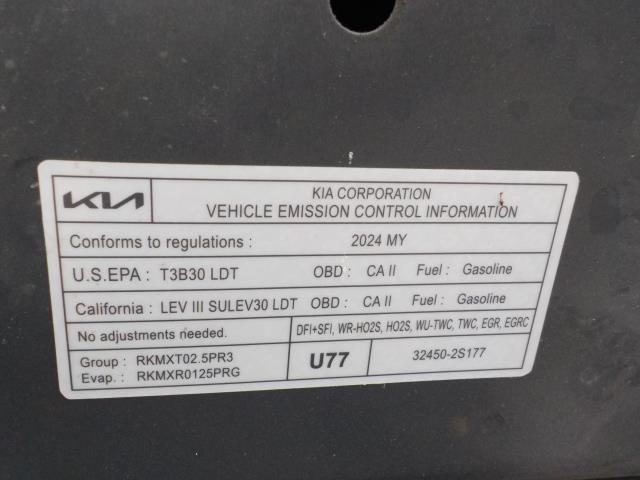 KIA
KIA CORPORATION
VEHICLE EMISSION CONTROL INFORMATION
Conforms to regulations : 2024 MY
U.S.EPA : T3B30 LDT OBD : CA II Fuel : Gasoline
California : LEV III SULEV30 LDT OBD : CA II Fuel : Gasoline
No adjustments needed.
DFI+SFI, WR-HO2S, HO2S, WU-TWC, TWC, EGR, EGRC
Group : RKMXT02.5PR3
Evap. : RKMXR0125PRG
U77
32450-2S177